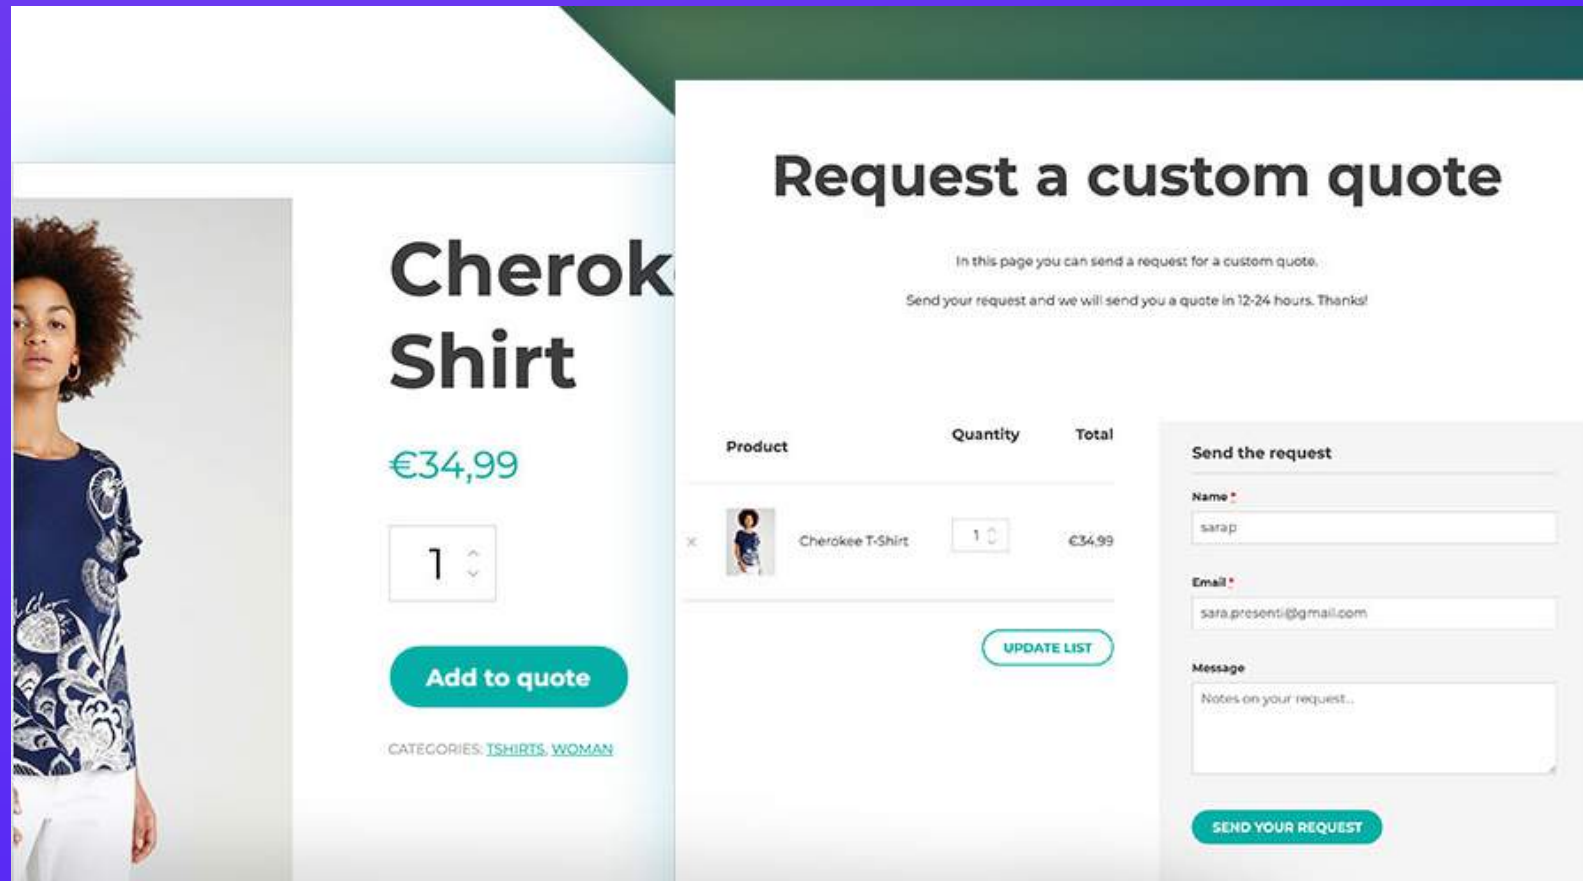 Cherok
Shirt
€34,99
1
Add to quote
CATEGORIES: TSHIRTS, WOMAN
Request a custom quote
In this page you can send a request for a custom quote.
Send your request and we will send you a quote in 12-24 hours. Thanks!
Product Quantity Total
× Cherokee T-Shirt 1 €34,99
UPDATE LIST
Send the request
Name *
sarap
Email *
sara.presenti@gmail.com
Message
Notes on your request...
SEND YOUR REQUEST